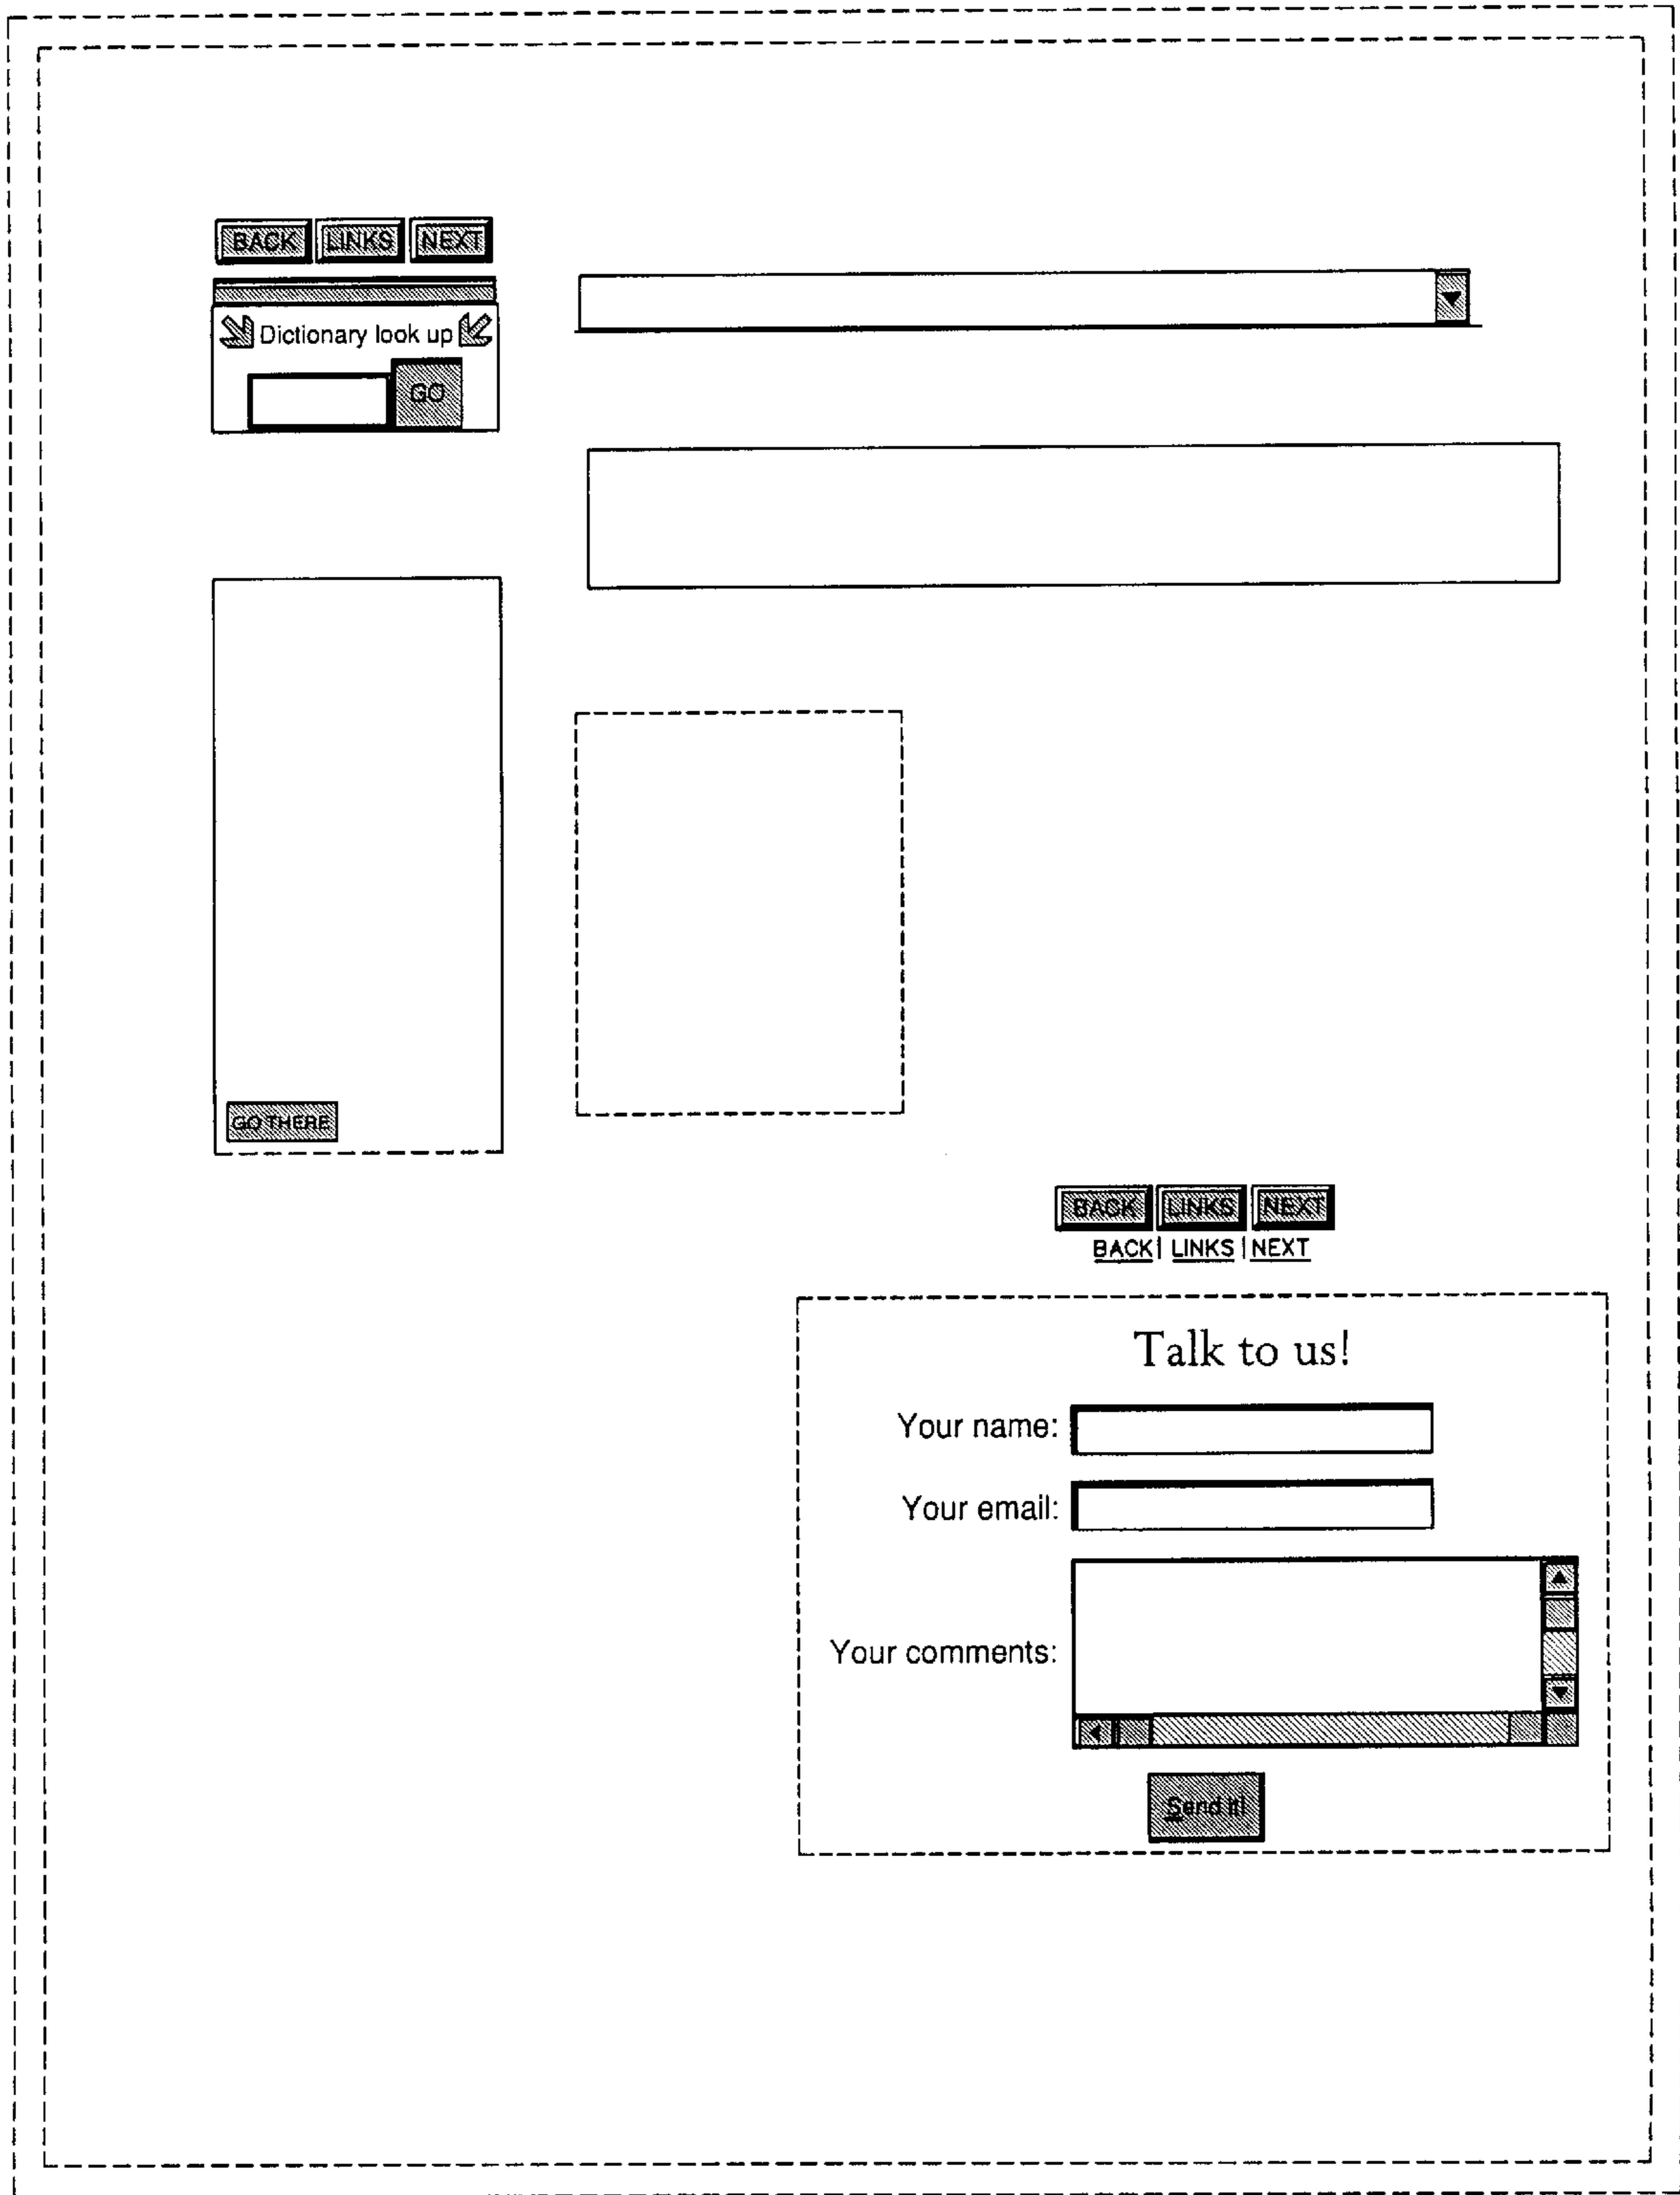 BACK LINKS NEXT
Dictionary look up
GO
GO THERE
BACK LINKS NEXT
BACK | LINKS | NEXT
Talk to us!
Your name:
Your email:
Your comments:
Send it!